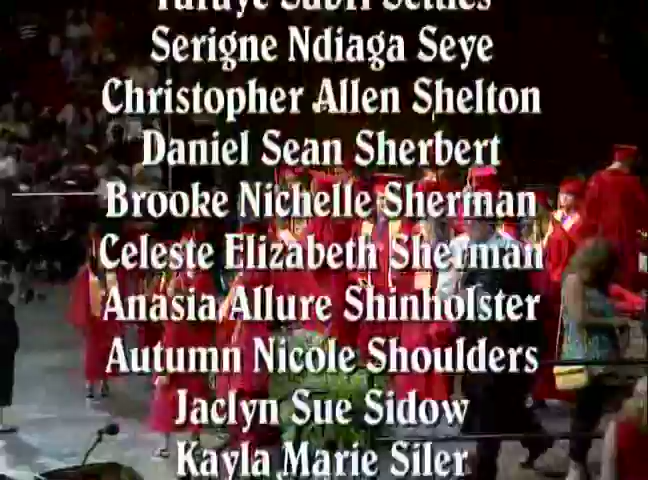 Serigne Ndiaga Seye
Christopher Allen Shelton
Daniel Sean Sherbert
Brooke Nichelle Sherman
Celeste Elizabeth Sherman
Anasia Allure Shinholster
Autumn Nicole Shoulders
Jaclyn Sue Sidow
Kayla Marie Siler